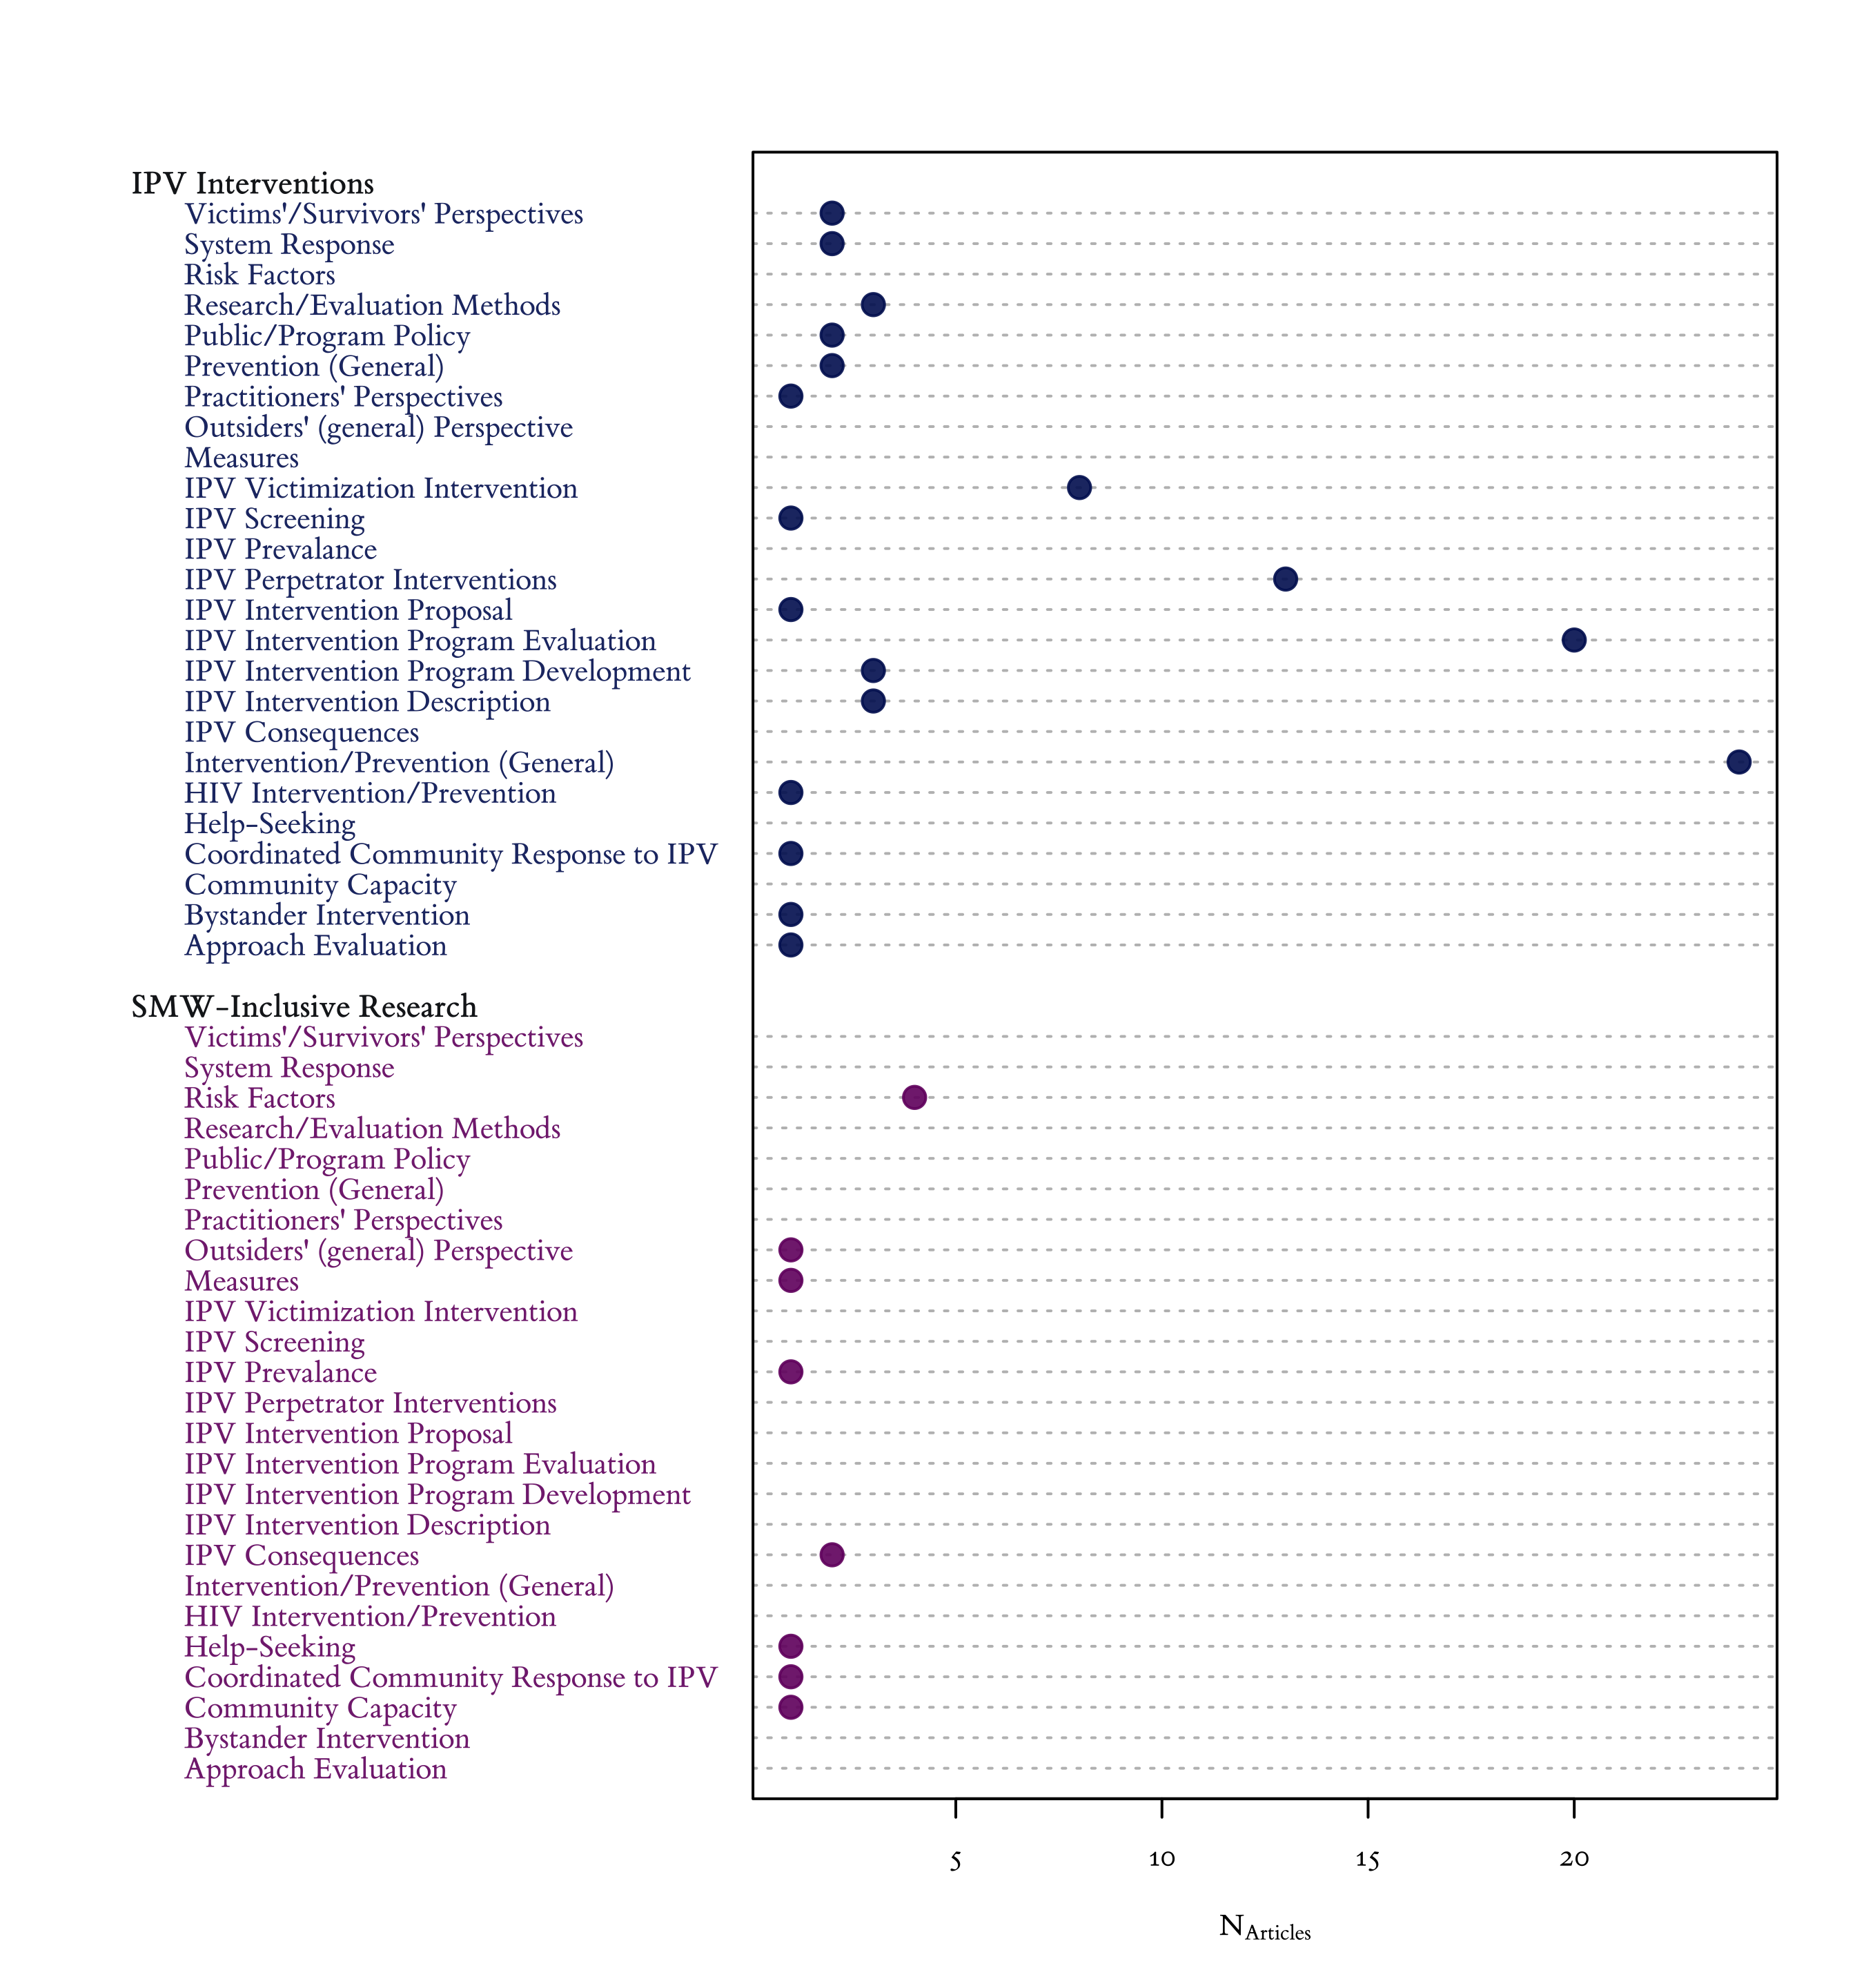 IPV Interventions
Victims'/Survivors' Perspectives
System Response
Risk Factors
Research/Evaluation Methods
Public/Program Policy
Prevention (General)
Practitioners' Perspectives
Outsiders' (general) Perspective
Measures
IPV Victimization Intervention
IPV Screening
IPV Prevalance
IPV Perpetrator Interventions
IPV Intervention Proposal
IPV Intervention Program Evaluation
IPV Intervention Program Development
IPV Intervention Description
IPV Consequences
Intervention/Prevention (General)
HIV Intervention/Prevention
Help-Seeking
Coordinated Community Response to IPV
Community Capacity
Bystander Intervention
Approach Evaluation
SMW-Inclusive Research
Victims'/Survivors' Perspectives
System Response
Risk Factors
Research/Evaluation Methods
Public/Program Policy
Prevention (General)
Practitioners' Perspectives
Outsiders' (general) Perspective
Measures
IPV Victimization Intervention
IPV Screening
IPV Prevalance
IPV Perpetrator Interventions
IPV Intervention Proposal
IPV Intervention Program Evaluation
IPV Intervention Program Development
IPV Intervention Description
IPV Consequences
Intervention/Prevention (General)
HIV Intervention/Prevention
Help-Seeking
Coordinated Community Response to IPV
Community Capacity
Bystander Intervention
Approach Evaluation
5 10 15 20
N Articles